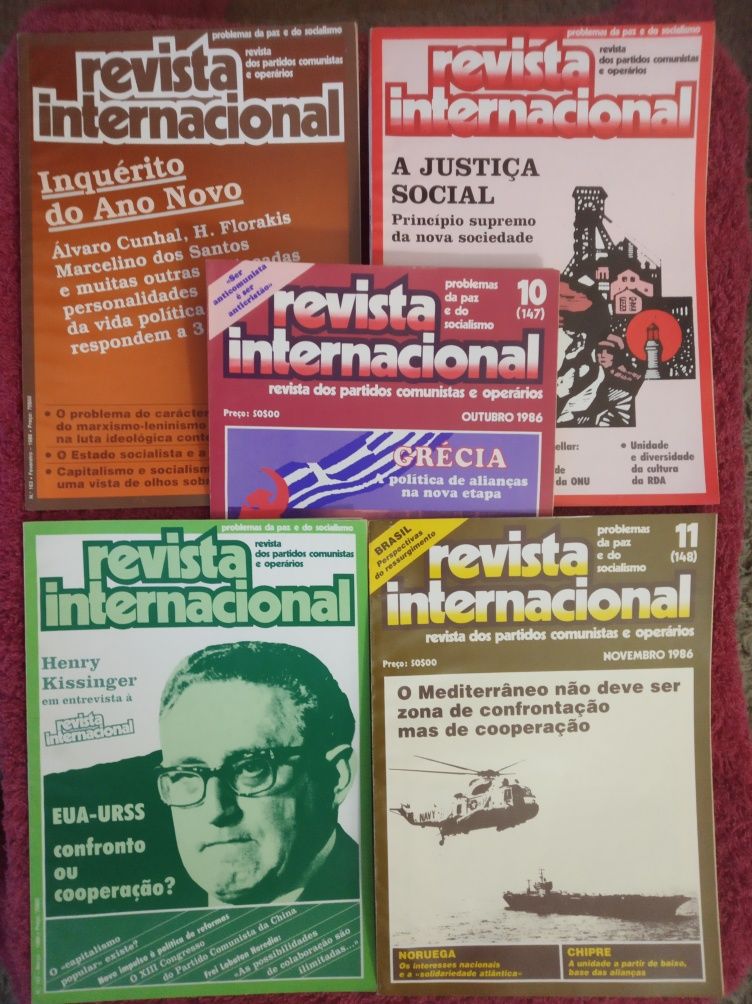 problemas da paz e do socialismo
revista
internacional
revista
dos partidos comunistas
e operários
Inquérito
do Ano Novo
Álvaro Cunhal, H. Florakis
Marcelino dos Santos
e muitas outras
personalidades
da vida política
respondem a 3
• O problema do carácter
do marxismo-leninismo
na luta ideológica
• O Estado socialista e a
• Capitalismo e socialismo
uma vista de olhos
problemas da paz e do socialismo
revista
internacional
revista
dos partidos comunistas
e operários
A JUSTIÇA
SOCIAL
Princípio supremo
da nova sociedade
da ONU
• Unidade
e diversidade
da cultura
da RDA
«Ser
anticomunista
é ser
anticristão»
revista
internacional
problemas
da paz
e do
socialismo
10
(147)
revista dos partidos comunistas e operários
Preço: 50$00
OUTUBRO 1986
GRÉCIA
A política de alianças
na nova etapa
problemas da paz e do socialismo
revista
internacional
revista
dos partidos comunistas
e operários
Henry
Kissinger
em entrevista à
revista
internacional
EUA-URSS
confronto
ou
cooperação?
O «capitalismo
popular» existe?
Novo impulso à política de reformas
O XIII Congresso
do Partido Comunista da China
Frei Lobsten Noredia:
«As possibilidades
de colaboração são
ilimitadas...»
BRASIL
Perspectivas
do ressurgimento
revista
internacional
problemas
da paz
e do
socialismo
11
(148)
revista dos partidos comunistas e operários
Preço: 50$00
NOVEMBRO 1986
O Mediterrâneo não deve ser
zona de confrontação
mas de cooperação
NAVY
NORUEGA
Os interesses nacionais
e a «solidariedade atlântica»
CHIPRE
A unidade a partir de baixo,
base das alianças